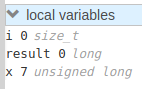 local variables
i 0 size_t
result 0 long
x 7 unsigned long